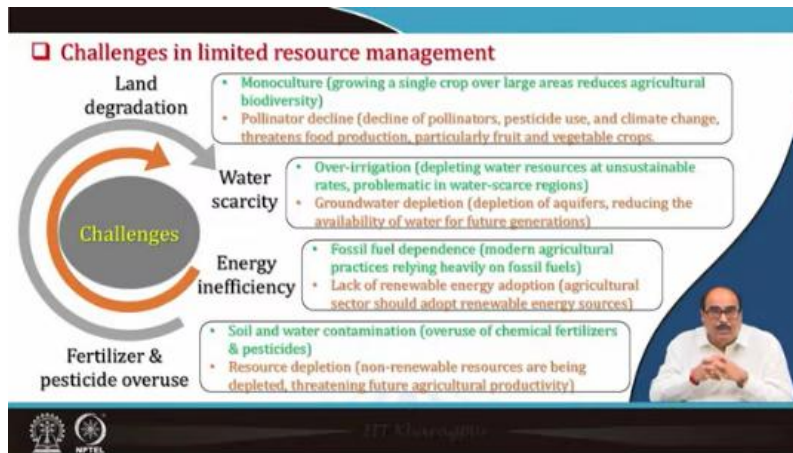 ❑ Challenges in limited resource management
Land
degradation
• Monoculture (growing a single crop over large areas reduces agricultural
biodiversity)
• Pollinator decline (decline of pollinators, pesticide use, and climate change,
threatens food production, particularly fruit and vegetable crops.
Water
scarcity
• Over-irrigation (depleting water resources at unsustainable
rates, problematic in water-scarce regions)
• Groundwater depletion (depletion of aquifers, reducing the
availability of water for future generations)
Challenges
Energy
inefficiency
• Fossil fuel dependence (modern agricultural
practices relying heavily on fossil fuels)
• Lack of renewable energy adoption (agricultural
sector should adopt renewable energy sources)
Fertilizer &
pesticide overuse
• Soil and water contamination (overuse of chemical fertilizers
& pesticides)
• Resource depletion (non-renewable resources are being
depleted, threatening future agricultural productivity)
NPTEL
IIT Kharagpur